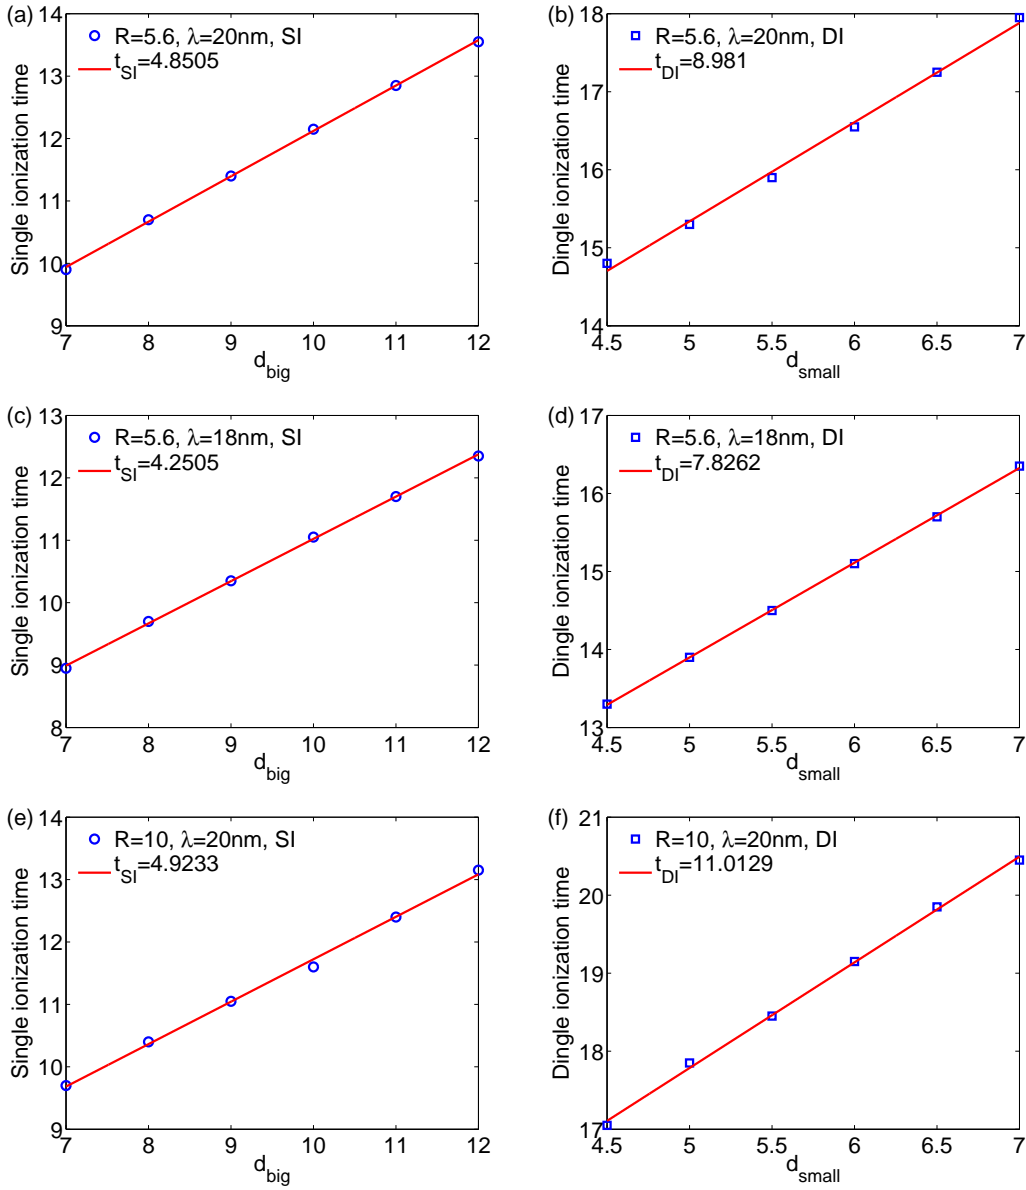 (a)
R=5.6, λ=20nm, SI
t_SI=4.8505
14
13
12
11
10
9
Single ionization time
7 8 9 10 11 12
d_big
(b)
R=5.6, λ=20nm, DI
t_DI=8.981
18
17
16
15
14
Dingle ionization time
4.5 5 5.5 6 6.5 7
d_small
(c)
R=5.6, λ=18nm, SI
t_SI=4.2505
13
12
11
10
9
8
Single ionization time
7 8 9 10 11 12
d_big
(d)
R=5.6, λ=18nm, DI
t_DI=7.8262
17
16
15
14
13
Dingle ionization time
4.5 5 5.5 6 6.5 7
d_small
(e)
R=10, λ=20nm, SI
t_SI=4.9233
14
13
12
11
10
9
Single ionization time
7 8 9 10 11 12
d_big
(f)
R=10, λ=20nm, DI
t_DI=11.0129
21
20
19
18
17
Dingle ionization time
4.5 5 5.5 6 6.5 7
d_small